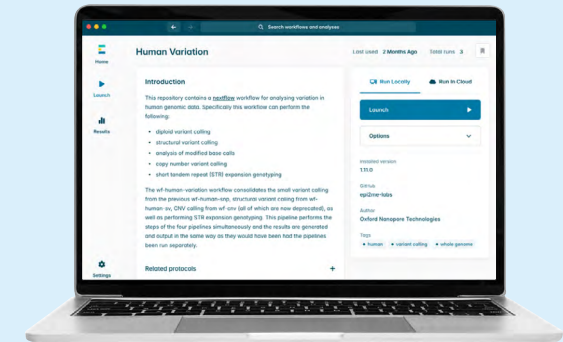 Search workflows and analyses
Human Variation
Last used 2 Months Ago Total runs 3
Home
Launch
Results
Settings
Introduction
This repository contains a nextflow workflow for analysing variation in
human genomic data. Specifically this workflow can perform the
following:
• diploid variant calling
• structural variant calling
• analysis of modified base calls
• copy number variant calling
• short tandem repeat (STR) expansion genotyping
The wf-human-variation workflow consolidates the small variant calling
from the previous wf-human-snp, structural variant calling from wf-
human-sv, CNV calling from wf-cnv (all of which are now deprecated), as
well as performing STR expansion genotyping. This pipeline performs the
steps of the four pipelines simultaneously and the results are generated
and output in the same way as they would have been had the pipelines
been run separately.
Related protocols +
Run Locally Run in Cloud
Launch
Options
Installed version
1.11.0
GitHub
epi2me-labs
Author
Oxford Nanopore Technologies
Tags
• human • variant calling • whole genome